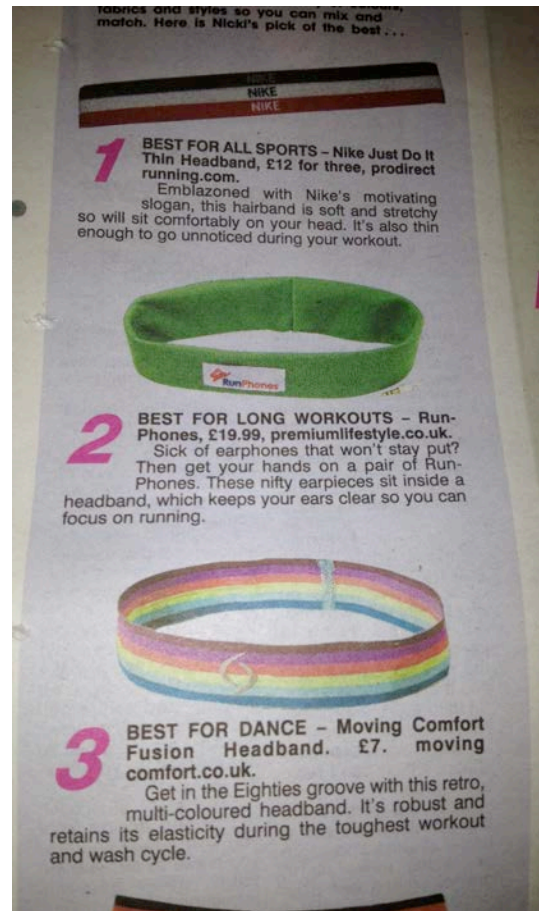 fabrics and styles so you can mix and
match. Here is Nicki's pick of the best . . .
NIKE
NIKE
NIKE
1 BEST FOR ALL SPORTS – Nike Just Do It
Thin Headband, £12 for three, prodirect
running.com.
Emblazoned with Nike's motivating
slogan, this hairband is soft and stretchy
so will sit comfortably on your head. It's also thin
enough to go unnoticed during your workout.
RunPhones
2 BEST FOR LONG WORKOUTS – Run-
Phones, £19.99, premiumlifestyle.co.uk.
Sick of earphones that won't stay put?
Then get your hands on a pair of Run-
Phones. These nifty earpieces sit inside a
headband, which keeps your ears clear so you can
focus on running.
3 BEST FOR DANCE – Moving Comfort
Fusion Headband. £7. moving
comfort.co.uk.
Get in the Eighties groove with this retro,
multi-coloured headband. It's robust and
retains its elasticity during the toughest workout
and wash cycle.